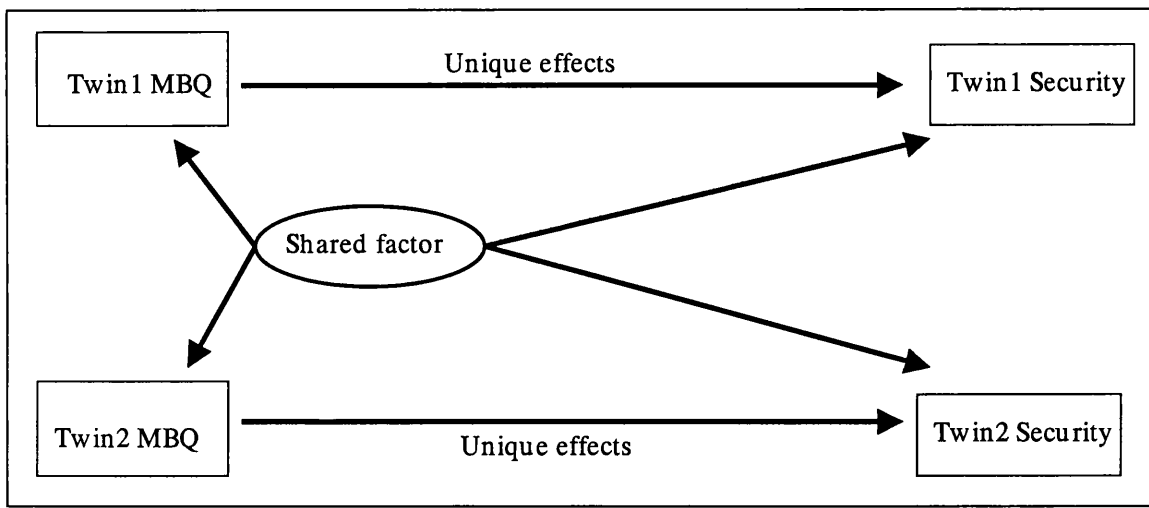 Unique effects
Twin1 MBQ
Twin1 Security
Shared factor
Twin2 MBQ
Twin2 Security
Unique effects